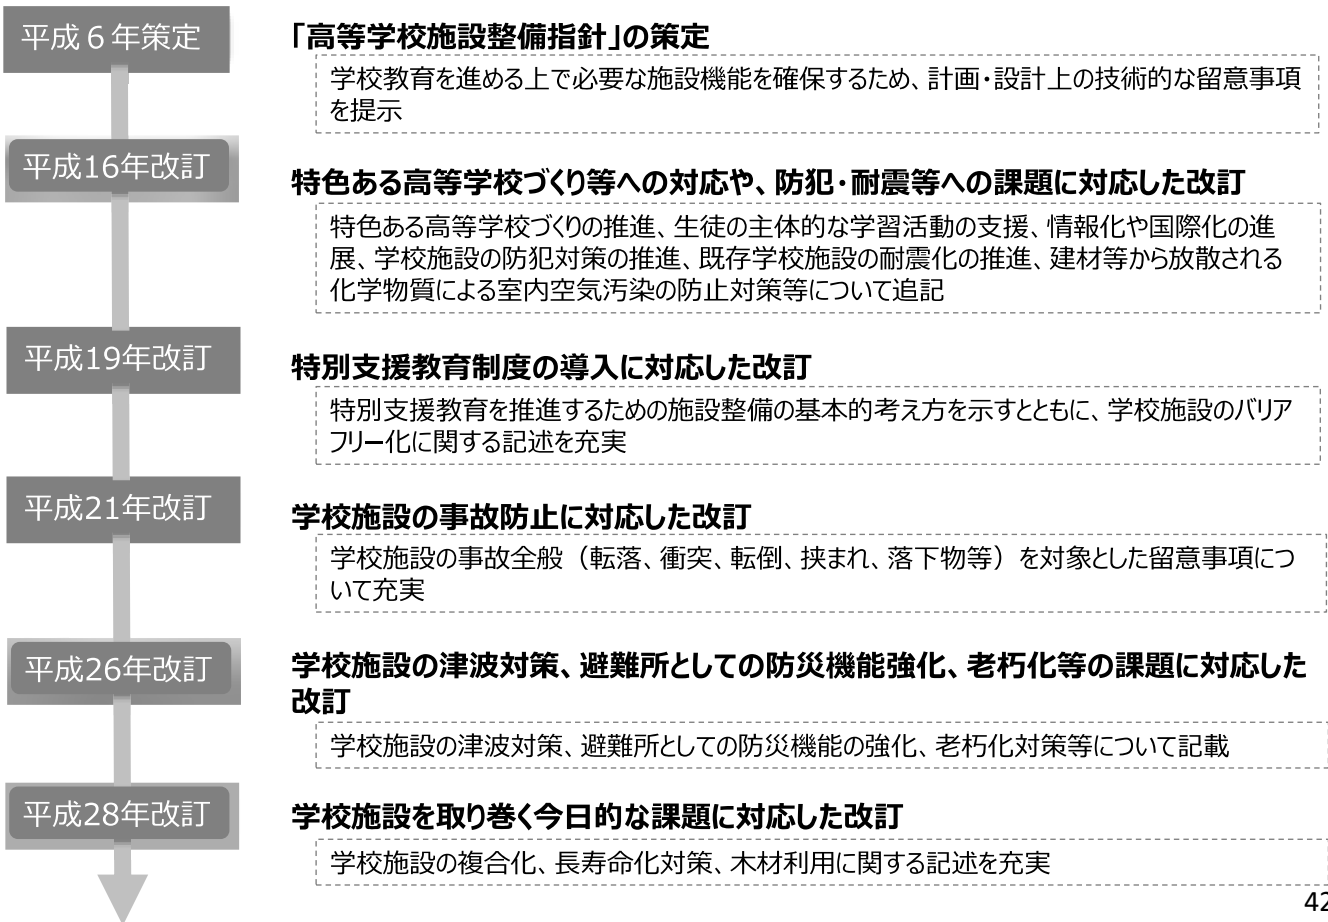 平成６年策定
「高等学校施設整備指針」の策定
学校教育を進める上で必要な施設機能を確保するため、計画・設計上の技術的な留意事項
を提示
平成16年改訂
特色ある高等学校づくり等への対応や、防犯・耐震等への課題に対応した改訂
特色ある高等学校づくりの推進、生徒の主体的な学習活動の支援、情報化や国際化の進
展、学校施設の防犯対策の推進、既存学校施設の耐震化の推進、建材等から放散される
化学物質による室内空気汚染の防止対策等について追記
平成19年改訂
特別支援教育制度の導入に対応した改訂
特別支援教育を推進するための施設整備の基本的考え方を示すとともに、学校施設のバリア
フリー化に関する記述を充実
平成21年改訂
学校施設の事故防止に対応した改訂
学校施設の事故全般（転落、衝突、転倒、挟まれ、落下物等）を対象とした留意事項につ
いて充実
平成26年改訂
学校施設の津波対策、避難所としての防災機能強化、老朽化等の課題に対応した
改訂
学校施設の津波対策、避難所としての防災機能の強化、老朽化対策等について記載
平成28年改訂
学校施設を取り巻く今日的な課題に対応した改訂
学校施設の複合化、長寿命化対策、木材利用に関する記述を充実
42